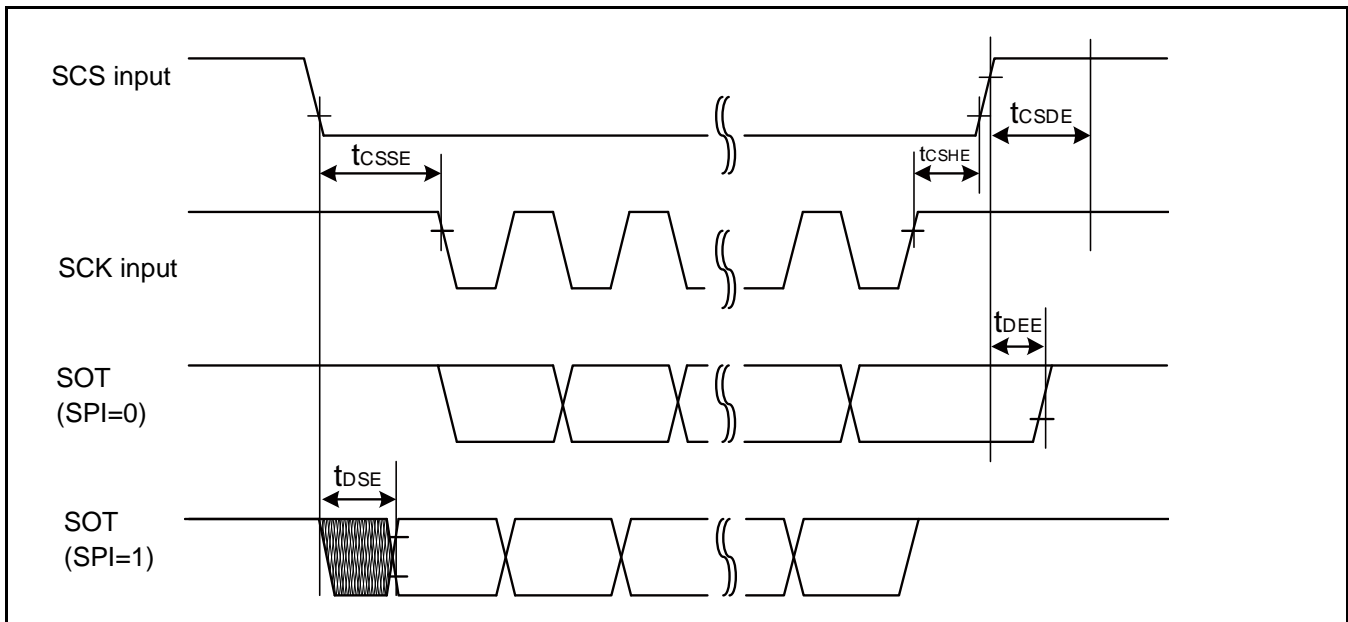 SCS input
tCSDE
tCSSE
tCSHE
SCK input
tDEE
SOT
(SPI=0)
tDSE
SOT
(SPI=1)